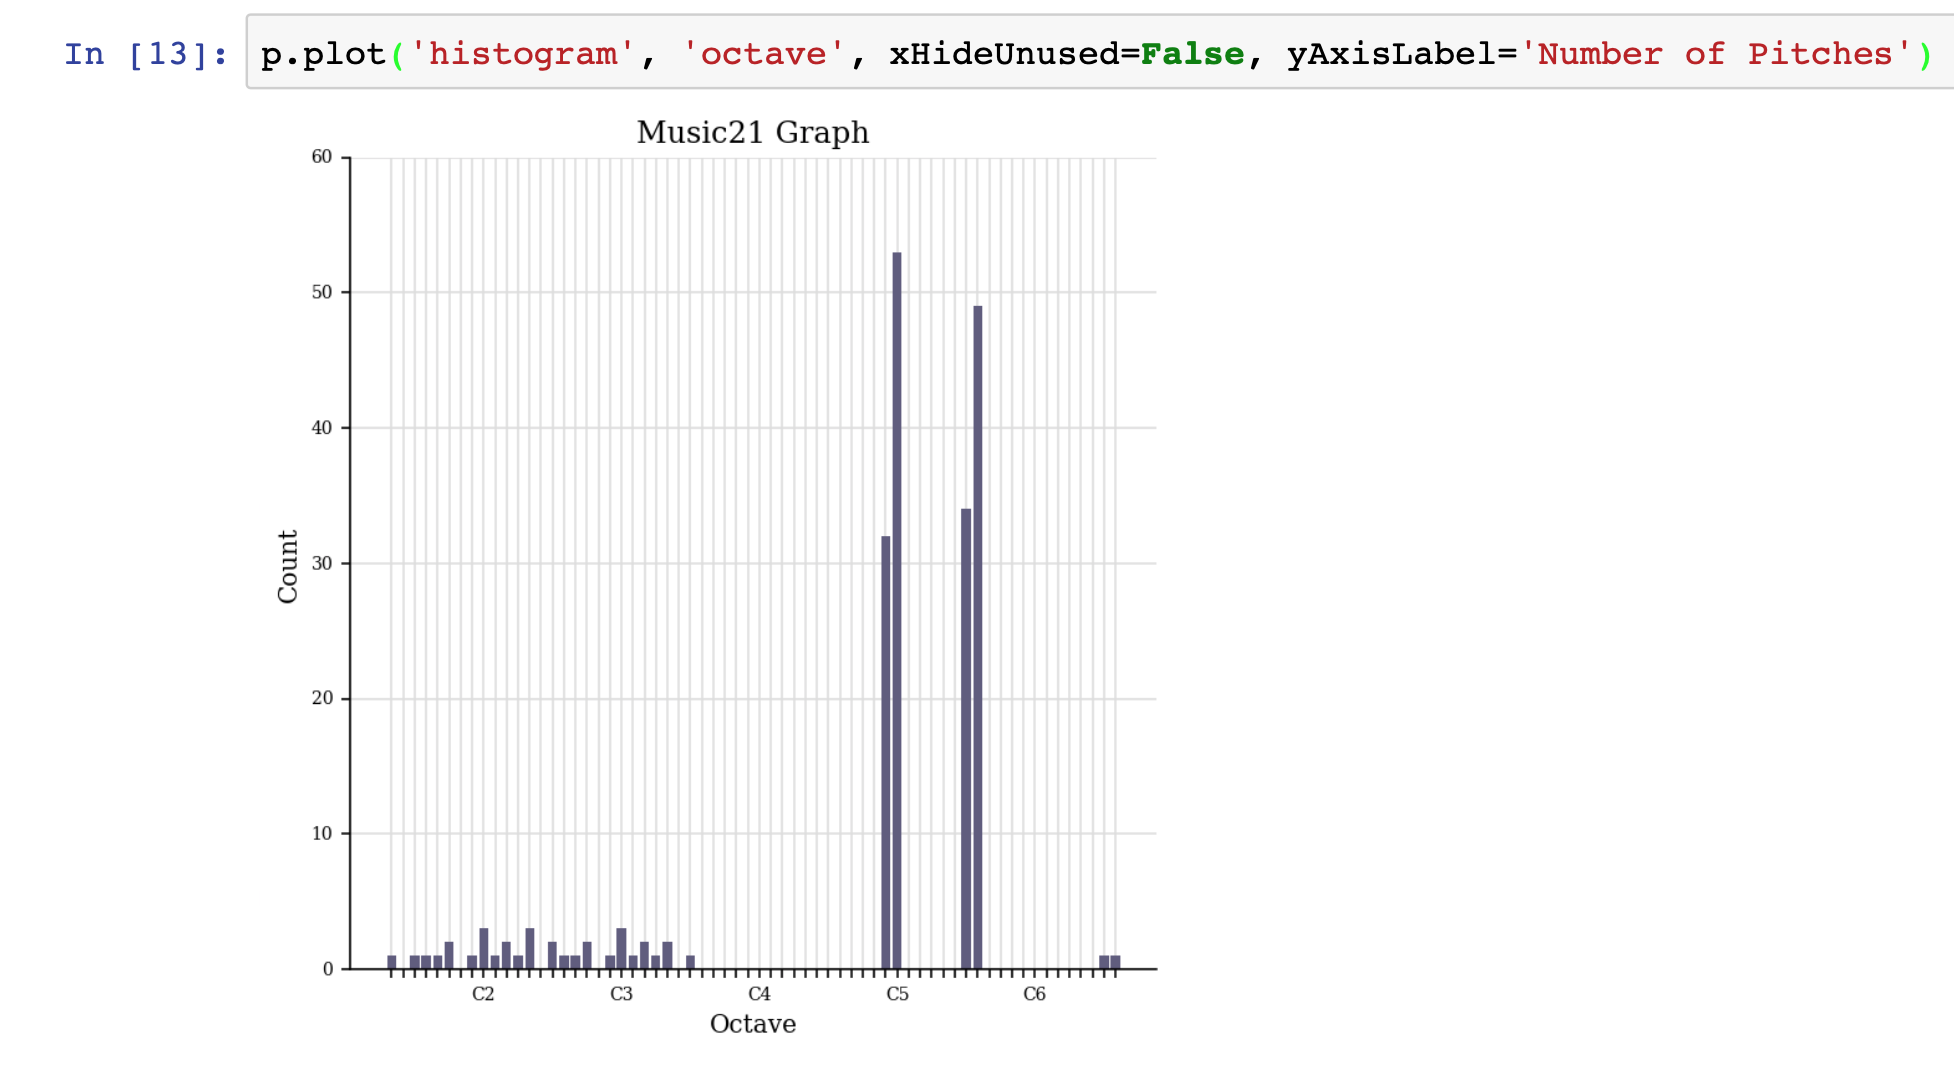 In [13]: p.plot('histogram', 'octave', xHideUnused=False, yAxisLabel='Number of Pitches')
Music21 Graph
60
50
40
30
20
10
0
Count
C2 C3 C4 C5 C6
Octave